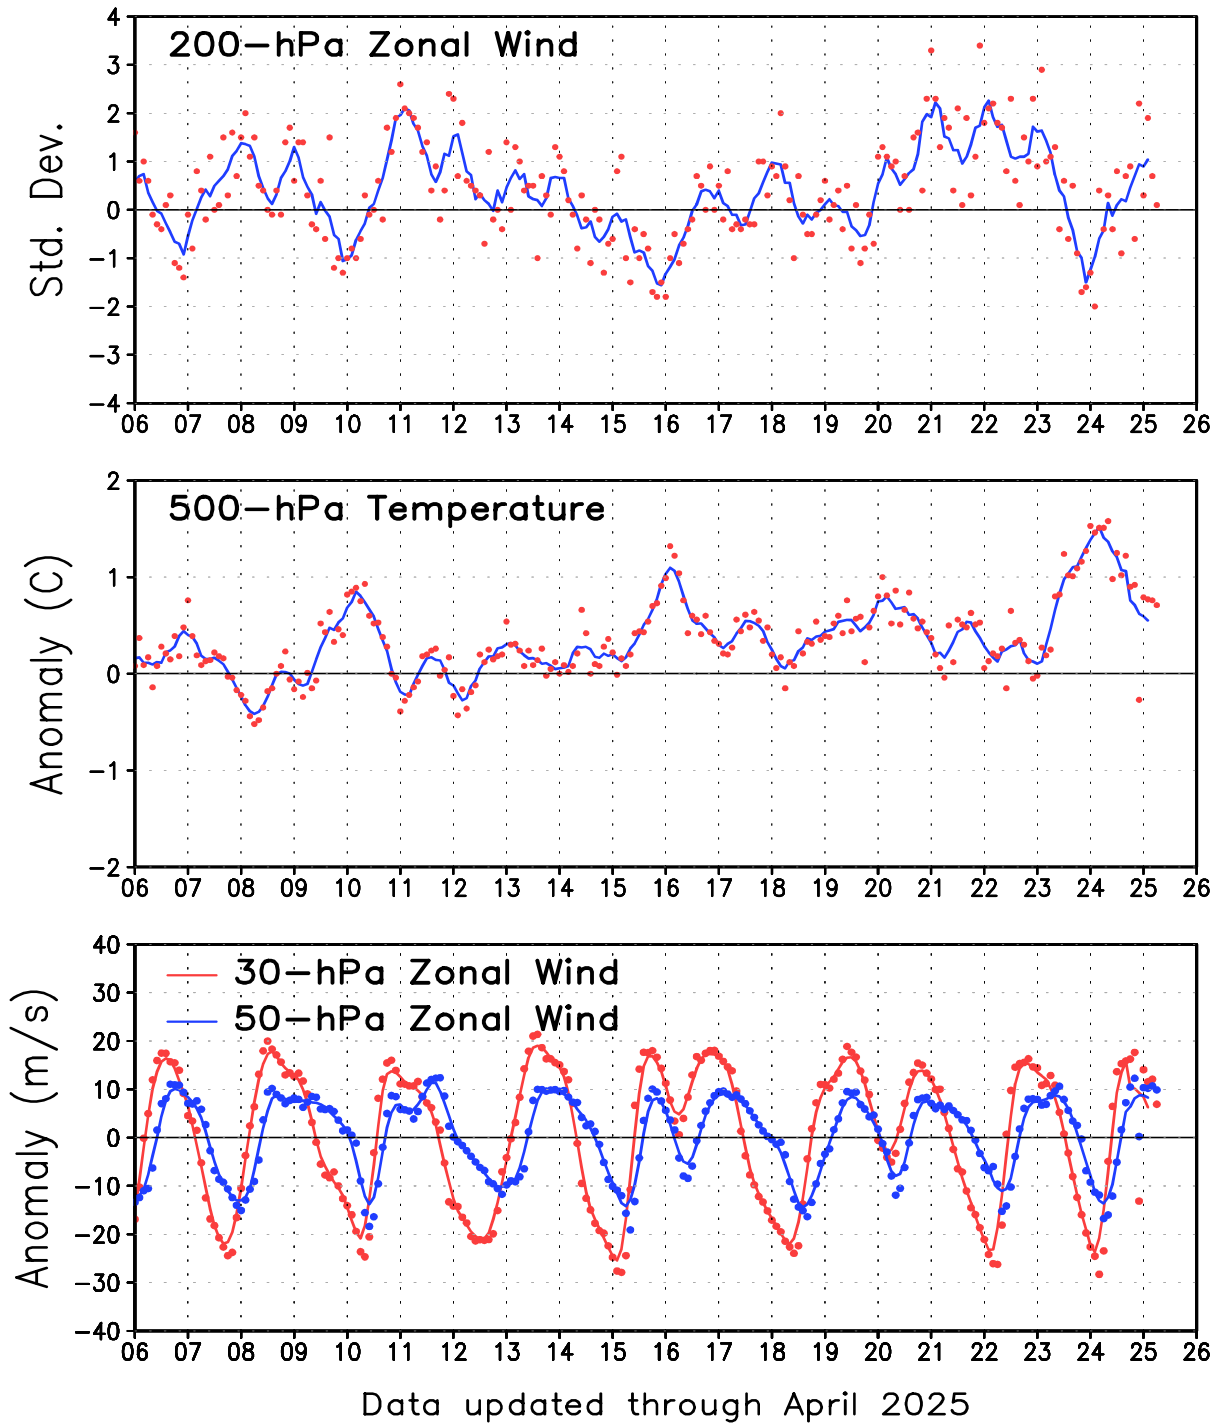 200-hPa Zonal Wind
Std. Dev.
4
3
2
1
0
-1
-2
-3
-4
06 07 08 09 10 11 12 13 14 15 16 17 18 19 20 21 22 23 24 25 26
500-hPa Temperature
Anomaly (C)
2
1
0
-1
-2
06 07 08 09 10 11 12 13 14 15 16 17 18 19 20 21 22 23 24 25 26
30-hPa Zonal Wind
50-hPa Zonal Wind
Anomaly (m/s)
40
30
20
10
0
-10
-20
-30
-40
06 07 08 09 10 11 12 13 14 15 16 17 18 19 20 21 22 23 24 25 26
Data updated through April 2025